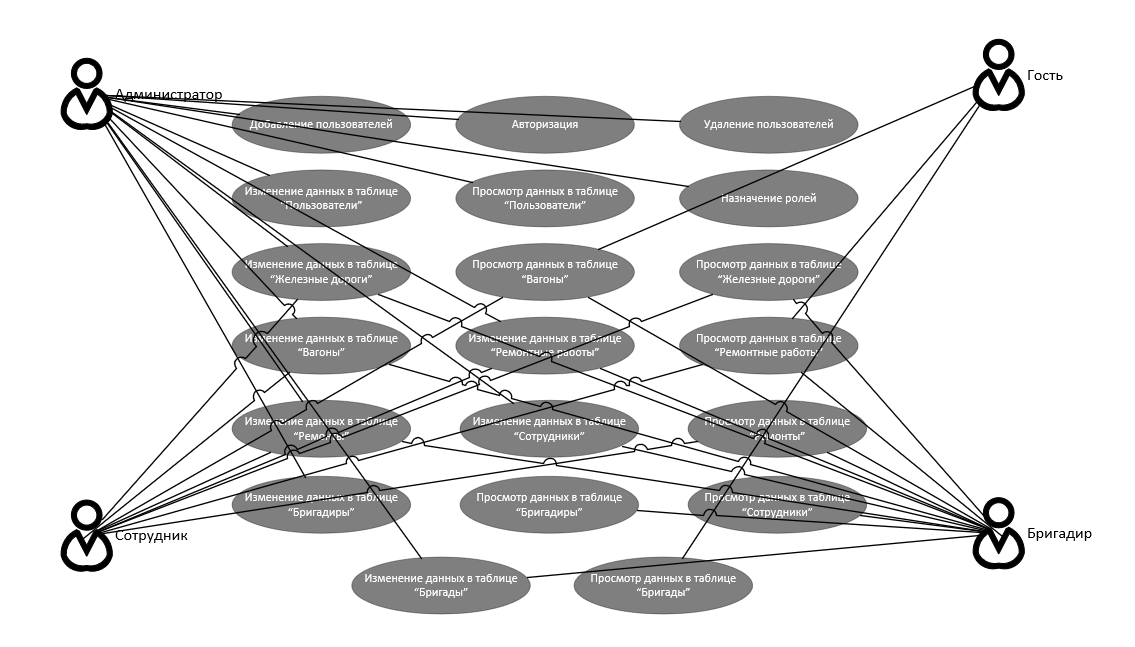 Администратор
Гость
Добавление пользователей
Авторизация
Удаление пользователей
Изменение данных в таблице
“Пользователи”
Просмотр данных в таблице
“Пользователи”
Назначение ролей
Изменение данных в таблице
“Железные дороги”
Просмотр данных в таблице
“Вагоны”
Просмотр данных в таблице
“Железные дороги”
Изменение данных в таблице
“Вагоны”
Изменение данных в таблице
“Ремонтные работы”
Просмотр данных в таблице
“Ремонтные работы”
Изменение данных в таблице
“Ремонты”
Изменение данных в таблице
“Сотрудники”
Просмотр данных в таблице
“Ремонты”
Изменение данных в таблице
“Бригадиры”
Просмотр данных в таблице
“Бригадиры”
Просмотр данных в таблице
“Сотрудники”
Сотрудник
Бригадир
Изменение данных в таблице
“Бригады”
Просмотр данных в таблице
“Бригады”